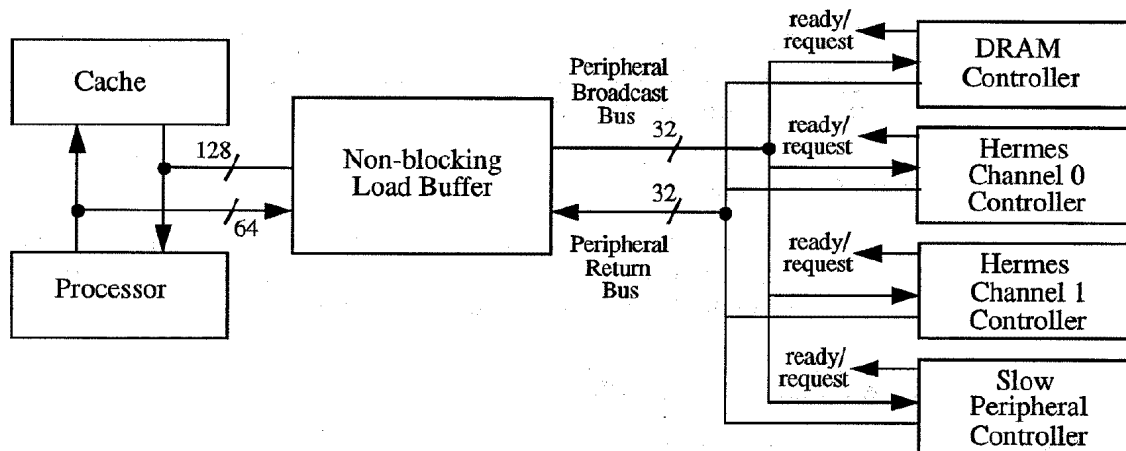 Cache
Processor
128
64
Non-blocking
Load Buffer
Peripheral
Broadcast
Bus
32
32
Peripheral
Return
Bus
ready/
request
DRAM
Controller
ready/
request
Hermes
Channel 0
Controller
ready/
request
Hermes
Channel 1
Controller
ready/
request
Slow
Peripheral
Controller